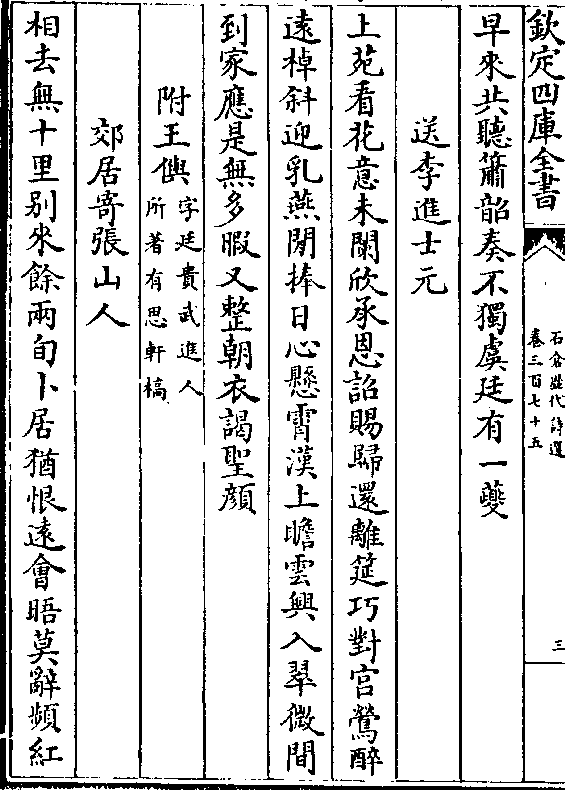 欽定四庫全書
石倉歷代詩選
卷三百七十五
三
早來共聽簫韶奏不獨虞廷有一夔
送李進士元
上苑看花意未闌欣承恩詔賜歸還離筵巧對宫鶯醉
遠棹斜迎乳燕閒捧日心懸霄漢上瞻雲興入翠微間
到家應是無多暇又整朝衣謁聖顔
附王㒜字廷貴武進人
所著有思軒槁
郊居寄張山人
相去無十里别來餘兩旬卜居猶恨逺會晤莫辭頻紅